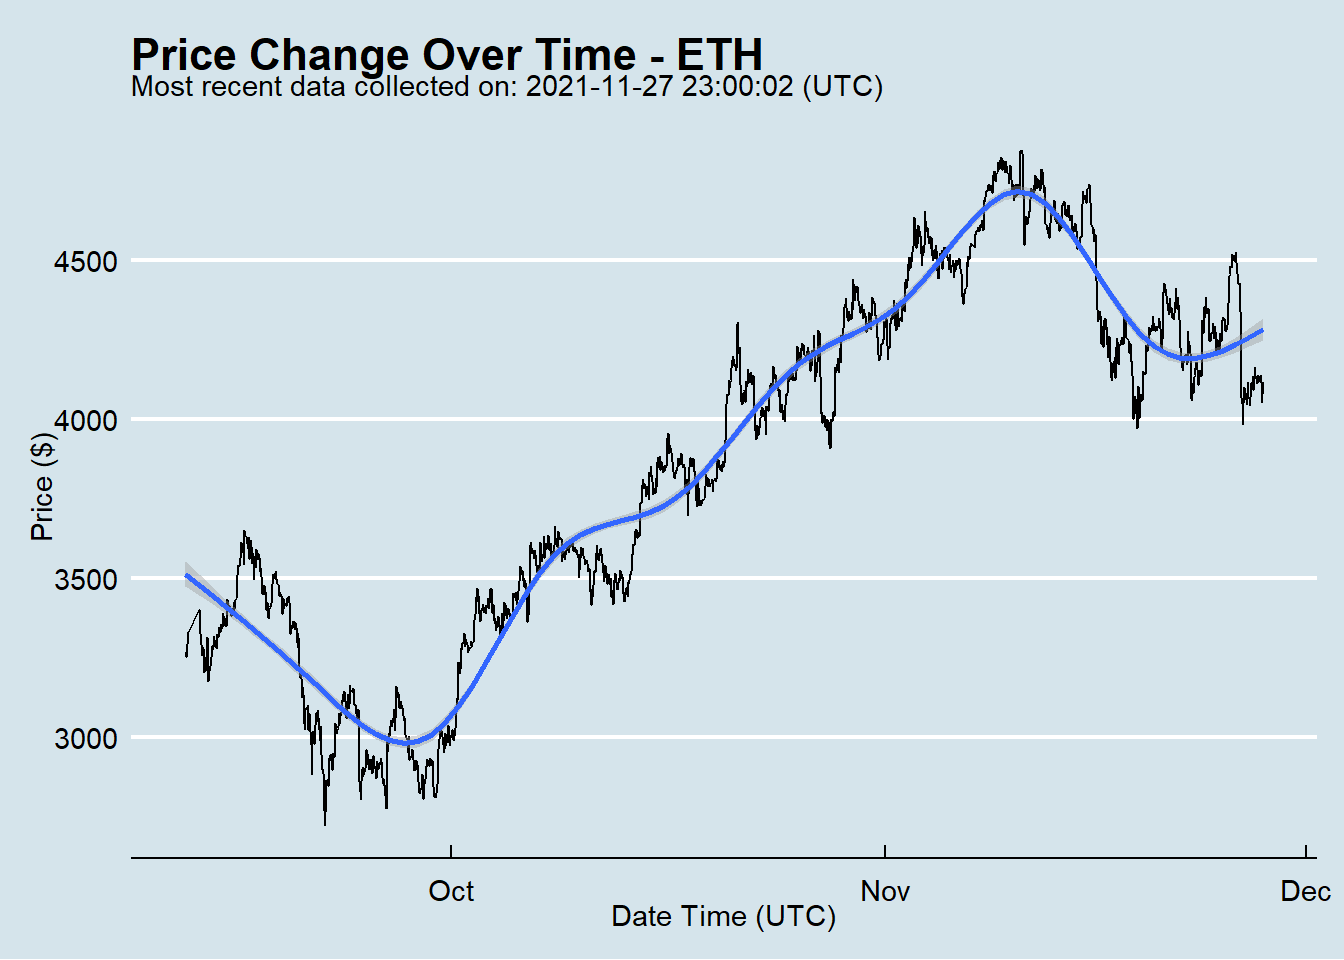 Price Change Over Time - ETH
Most recent data collected on: 2021-11-27 23:00:02 (UTC)
4500
4000
3500
3000
Price ($)
Oct
Nov
Dec
Date Time (UTC)